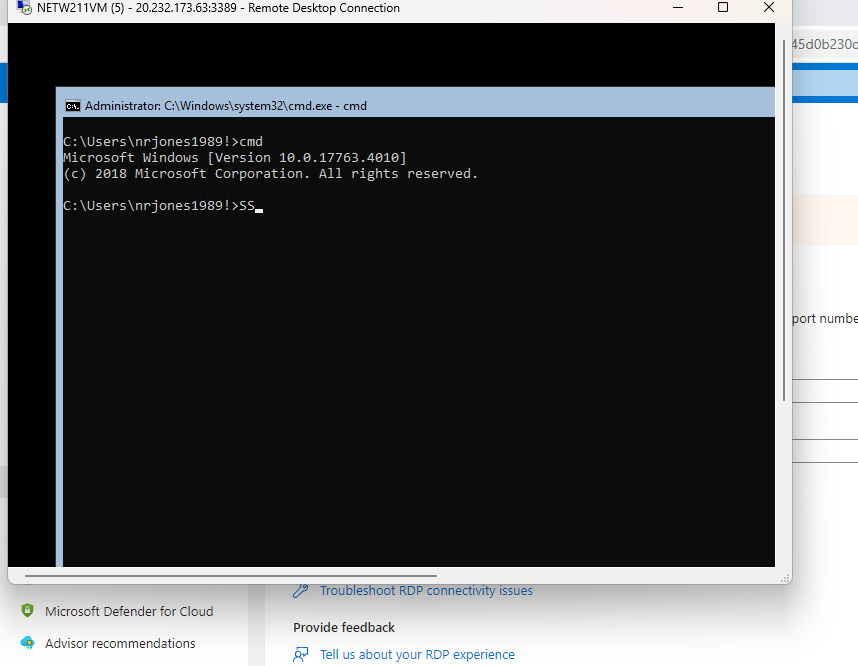 NETW211VM (5) - 20.232.173.63:3389 - Remote Desktop Connection
Administrator: C:\Windows\system32\cmd.exe - cmd
C:\Users\nrjones1989!>cmd
Microsoft Windows [Version 10.0.17763.4010]
(c) 2018 Microsoft Corporation. All rights reserved.
C:\Users\nrjones1989!>SS
45d0b230
port numbe
Troubleshoot RDP connectivity issues
Microsoft Defender for Cloud
Provide feedback
Advisor recommendations
Tell us about your RDP experience